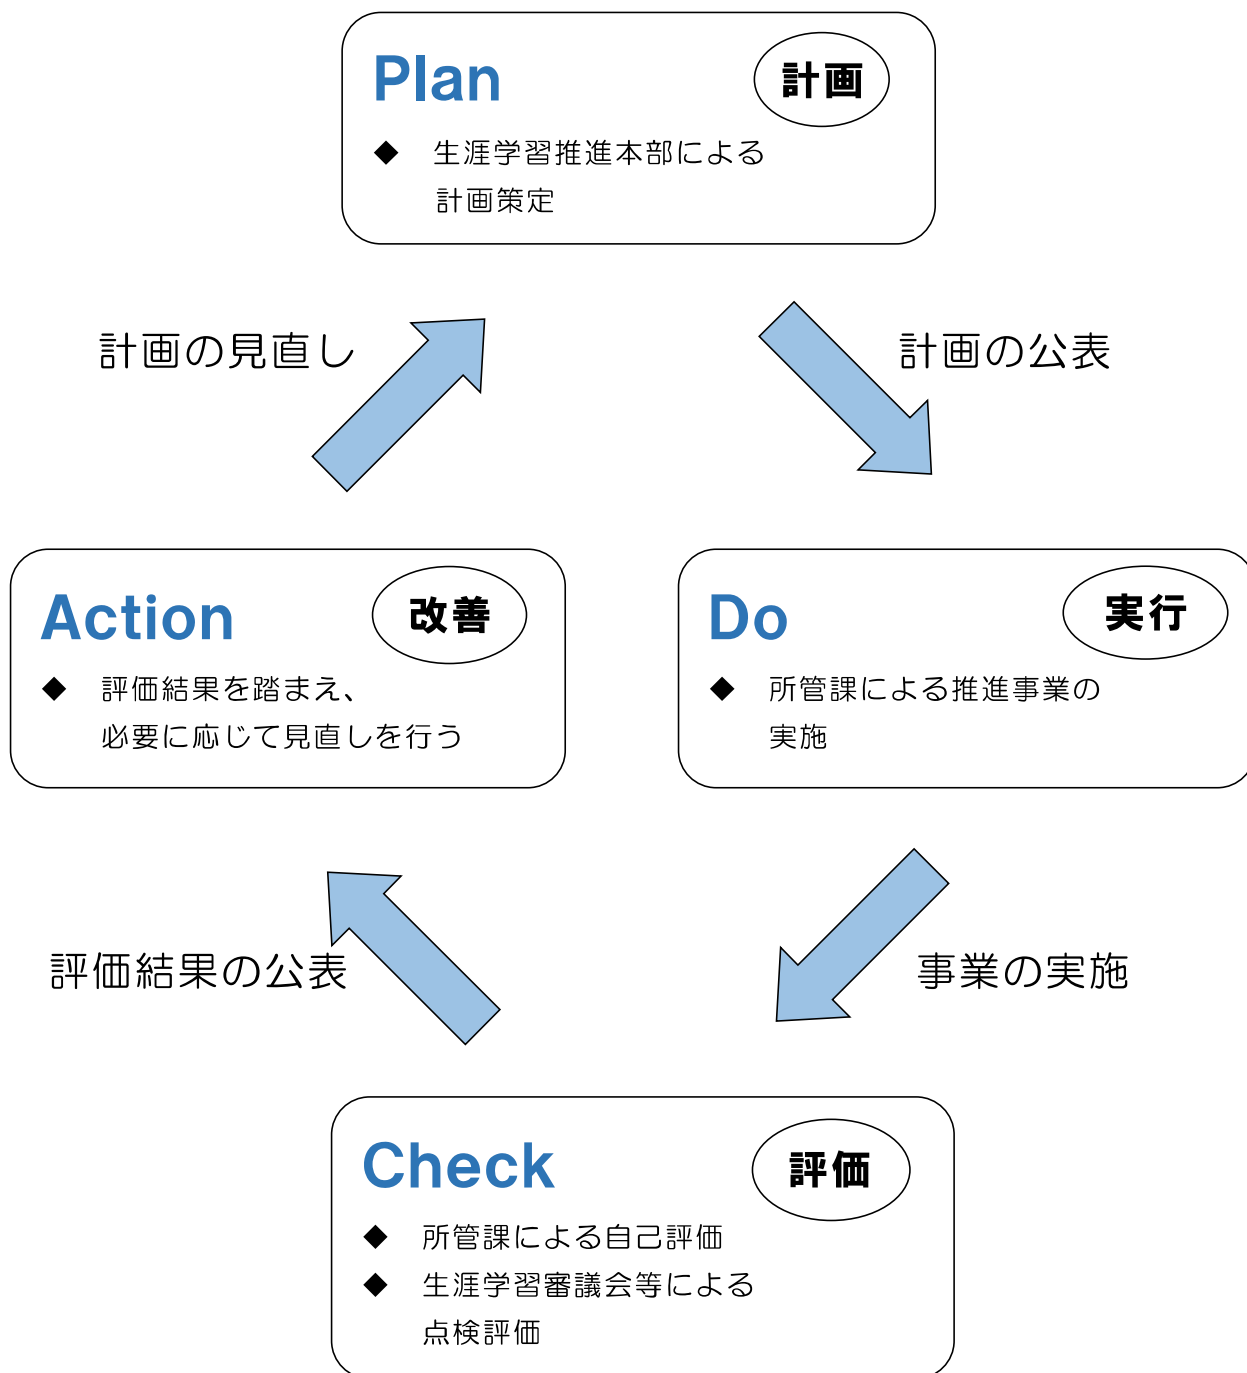 Plan
計画
◆ 生涯学習推進本部による
計画策定
計画の見直し
計画の公表
Action
改善
◆ 評価結果を踏まえ、
必要に応じて見直しを行う
Do
実行
◆ 所管課による推進事業の
実施
評価結果の公表
事業の実施
Check
評価
◆ 所管課による自己評価
◆ 生涯学習審議会等による
点検評価